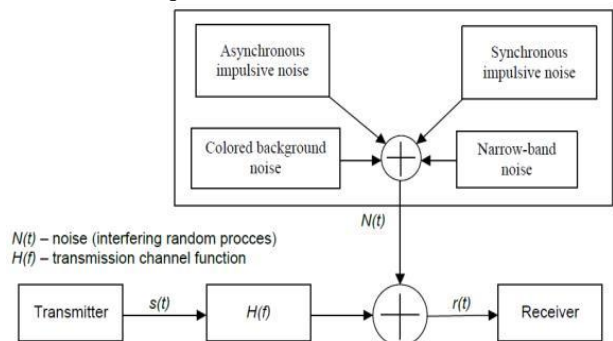 Asynchronous
impulsive noise
Synchronous
impulsive noise
Colored background
noise
Narrow-band
noise
N(t)
N(t) – noise (interfering random procces)
H(f) – transmission channel function
Transmitter
s(t)
H(f)
r(t)
Receiver